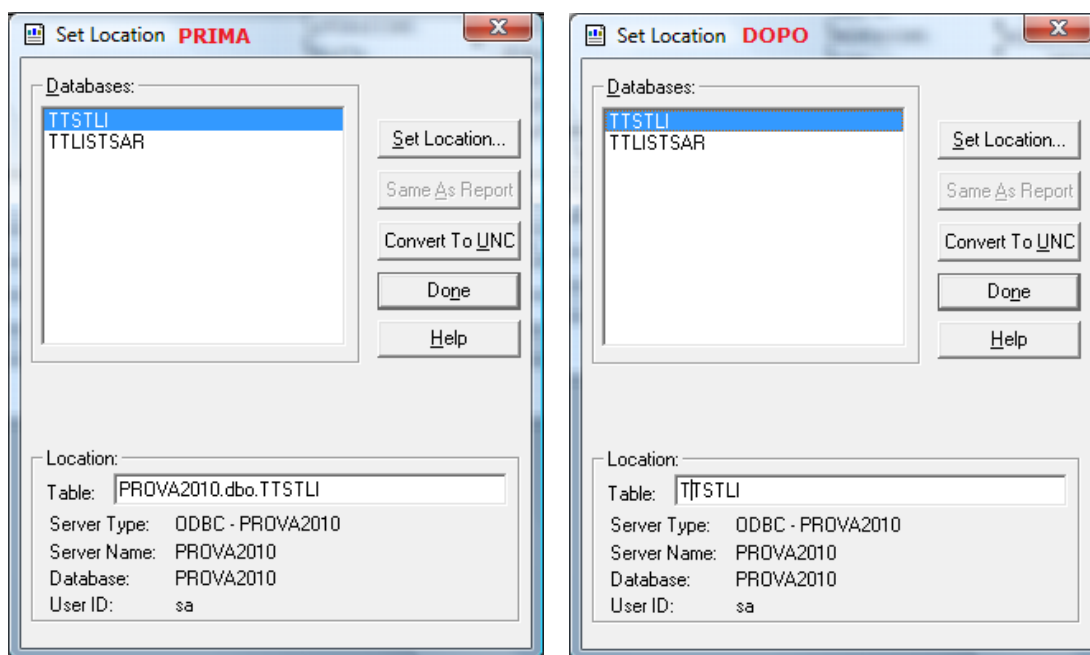 Set Location PRIMA
Databases:
TTSTLI
TTLISTSAR
Set Location...
Same As Report
Convert To UNC
Done
Help
Location:
Table: PROVA2010.dbo.TTSTLI
Server Type: ODBC - PROVA2010
Server Name: PROVA2010
Database: PROVA2010
User ID: sa
Set Location DOPO
Databases:
TTSTLI
TTLISTSAR
Set Location...
Same As Report
Convert To UNC
Done
Help
Location:
Table: TTSTLI
Server Type: ODBC - PROVA2010
Server Name: PROVA2010
Database: PROVA2010
User ID: sa